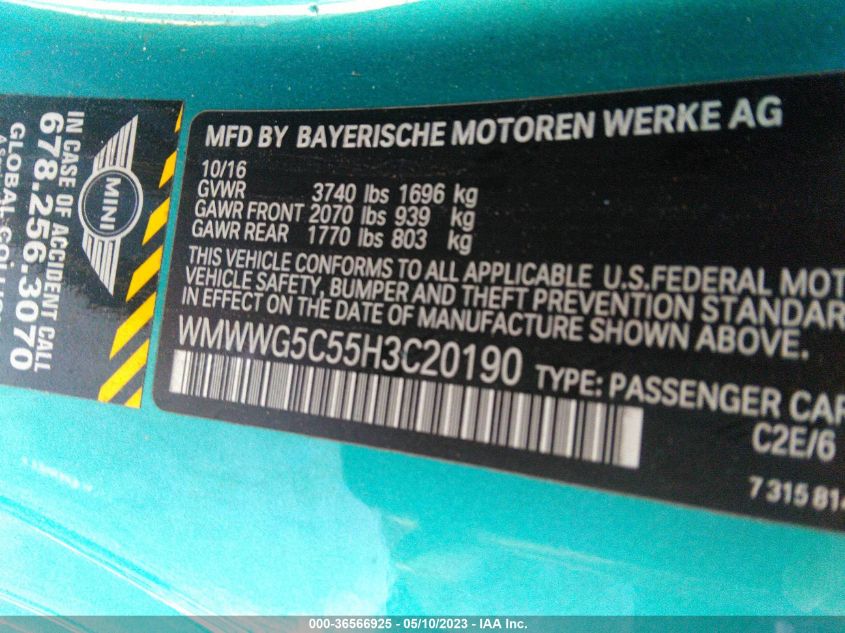 MFD BY BAYERISCHE MOTOREN WERKE AG
10/16
GVWR 3740 lbs 1696 kg
GAWR FRONT 2070 lbs 939 kg
GAWR REAR 1770 lbs 803 kg
THIS VEHICLE CONFORMS TO ALL APPLICABLE U.S.FEDERAL MOT
VEHICLE SAFETY, BUMPER AND THEFT PREVENTION STANDAR
IN EFFECT ON THE DATE OF MANUFACTURE SHOWN ABOVE.
WMWWG5C55H3C20190 TYPE: PASSENGER CAR
C2E/6
7 315 814
MINI
IN CASE OF ACCIDENT CALL
678.256.3070
GLOBAL
000-36566925 - 05/10/2023 - IAA Inc.